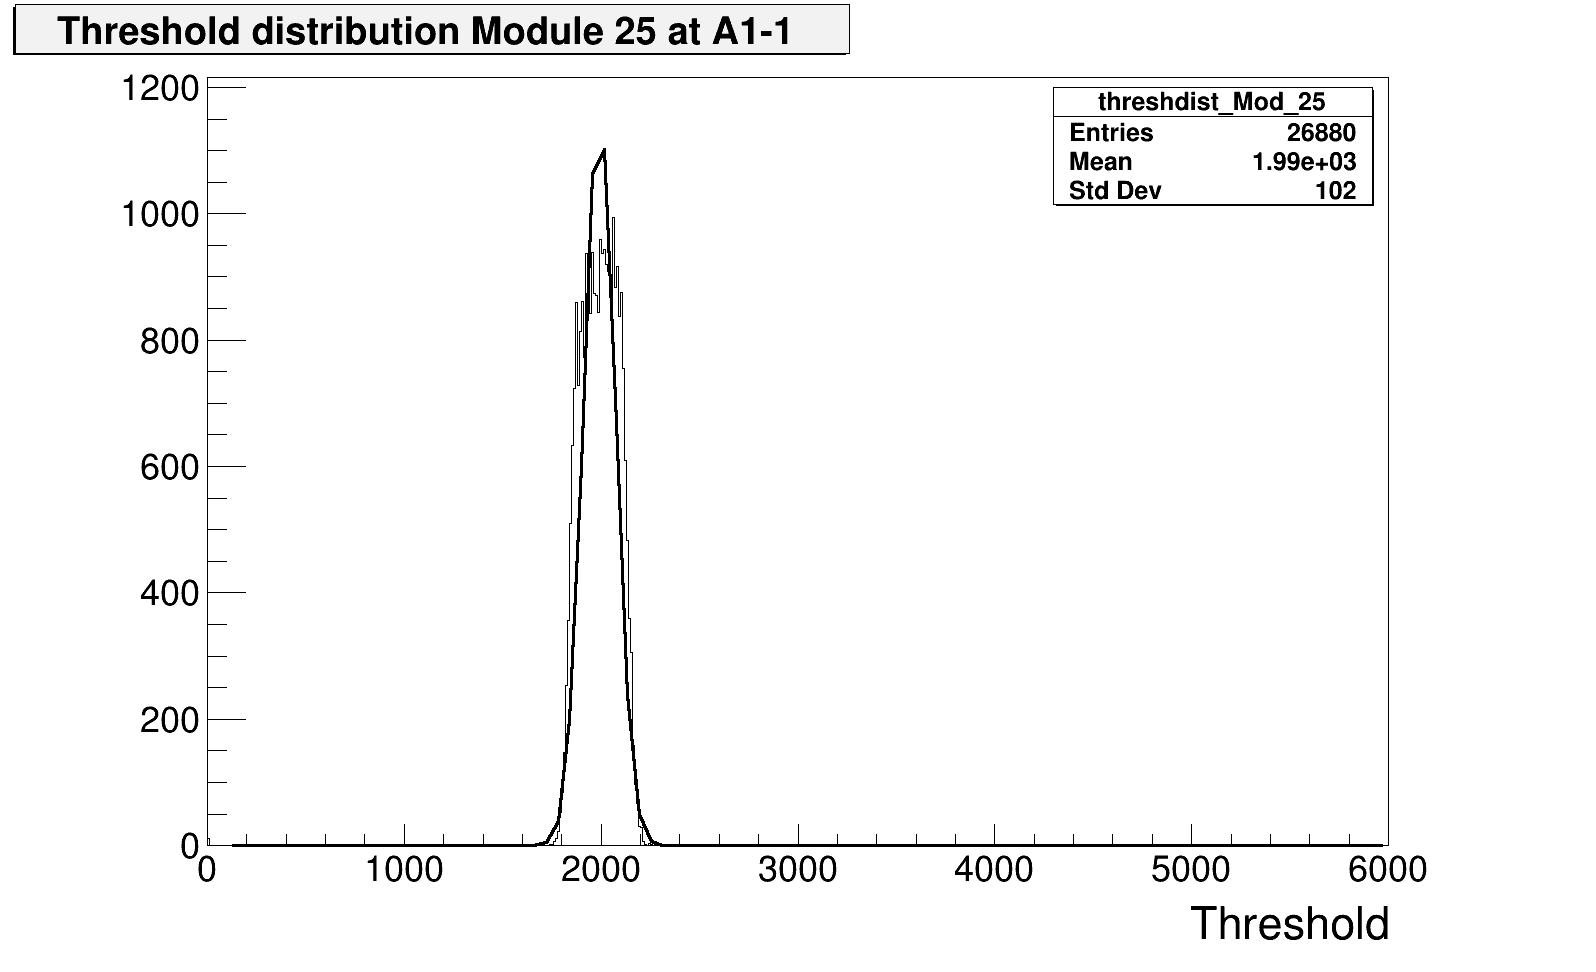 Threshold distribution Module 25 at A1-1
threshdist_Mod_25
Entries 26880
Mean 1.99e+03
Std Dev 102
1200
1000
800
600
400
200
0
0 1000 2000 3000 4000 5000 6000
Threshold